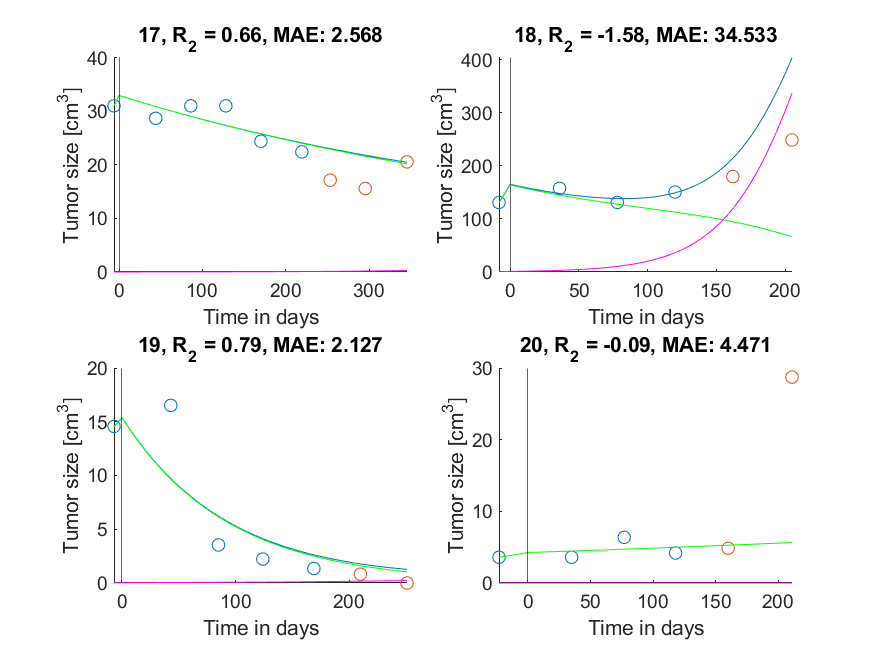 17, R2 = 0.66, MAE: 2.568
18, R2 = -1.58, MAE: 34.533
Tumor size [cm3]
40
30
20
10
0
0 100 200 300
Time in days
Tumor size [cm3]
400
300
200
100
0
0 50 100 150 200
Time in days
19, R2 = 0.79, MAE: 2.127
20, R2 = -0.09, MAE: 4.471
Tumor size [cm3]
20
15
10
5
0
0 100 200
Time in days
Tumor size [cm3]
30
20
10
0
0 50 100 150 200
Time in days